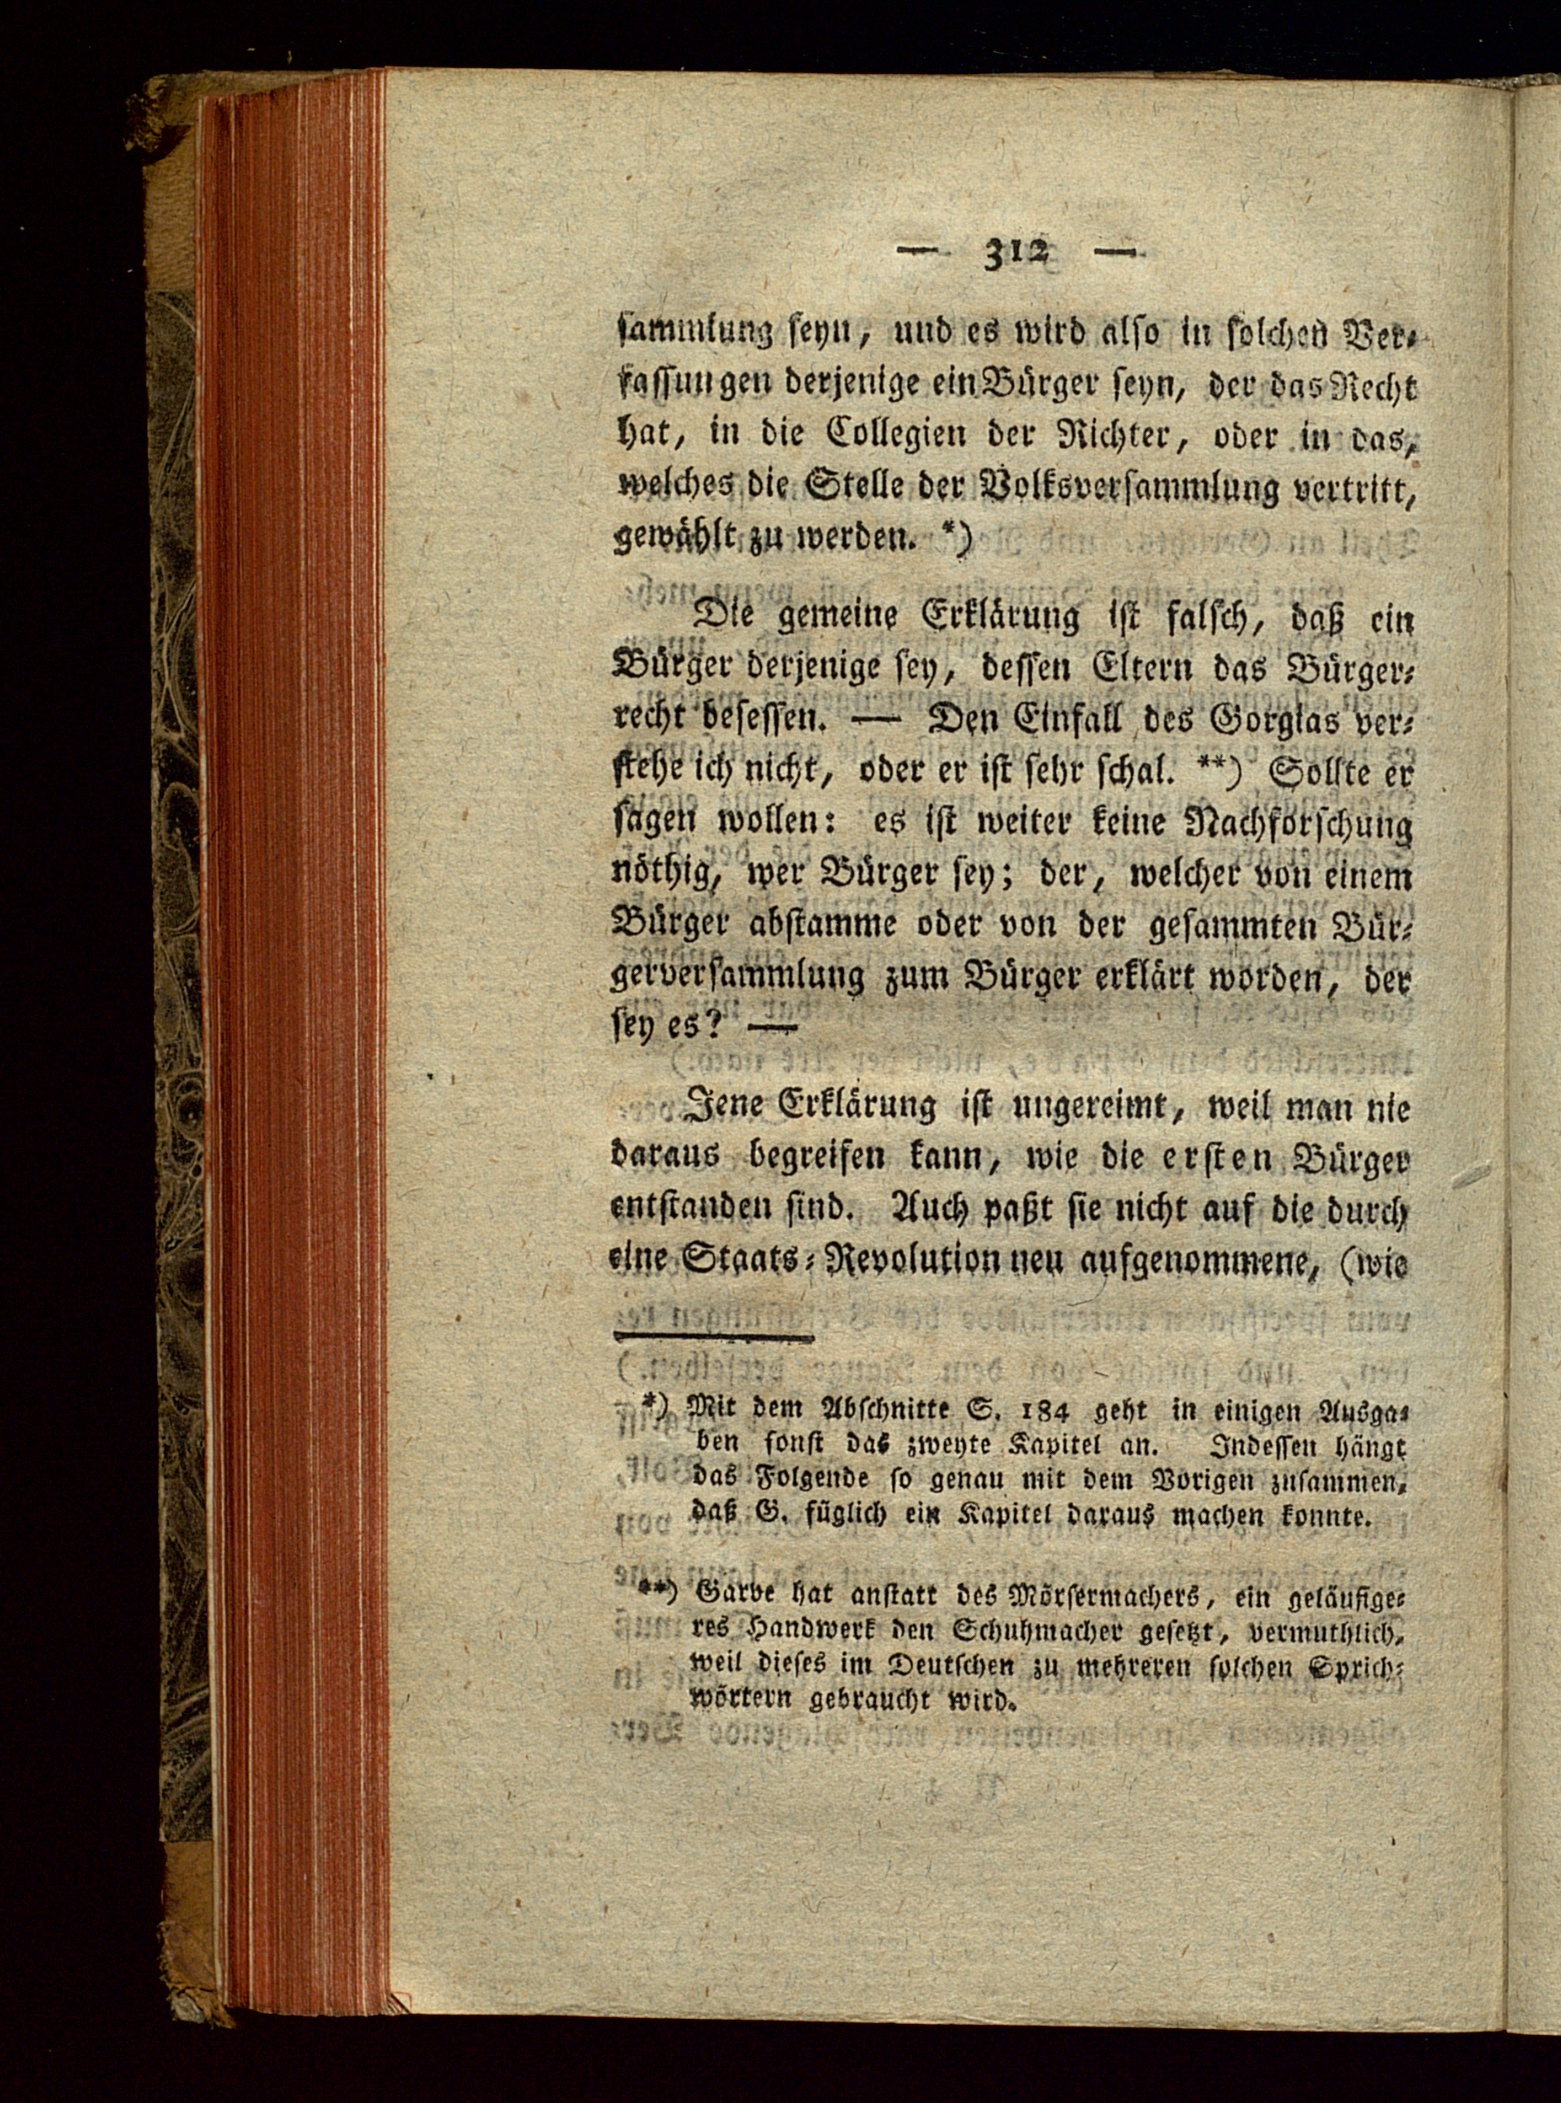 — 312 —
sammlung seyn, und es wird also in solchen Ver-
fassungen derjenige ein Bürger seyn, der das Recht
hat, in die Collegien der Richter, oder in das,
welches die Stelle der Volksversammlung vertritt,
gewählt zu werden. *)
Die gemeine Erklärung ist falsch, daß ein
Bürger derjenige sey, dessen Eltern das Bürger-
recht besessen. — Den Einfall des Gorgias ver-
stehe ich nicht, oder er ist sehr schal. **) Sollte er
sagen wollen: es ist weiter keine Nachforschung
nöthig, wer Bürger sey; der, welcher von einem
Bürger abstamme oder von der gesammten Bür-
gerversammlung zum Bürger erklärt worden, der
sey es? —
Jene Erklärung ist ungereimt, weil man nie
daraus begreifen kann, wie die ersten Bürger
entstanden sind. Auch paßt sie nicht auf die durch
eine Staats-Revolution neu aufgenommene, (wie
*) Mit dem Abschnitte S. 184 geht in einigen Ausga-
ben sonst das zweyte Kapitel an. Indessen hängt
das Folgende so genau mit dem Vorigen zusammen,
daß G. füglich ein Kapitel daraus machen konnte.
**) Garve hat anstatt des Mörsermachers, ein geläufige-
res Handwerk den Schuhmacher gesetzt, vermuthlich,
weil dieses im Deutschen zu mehreren solchen Sprich-
wörtern gebraucht wird.